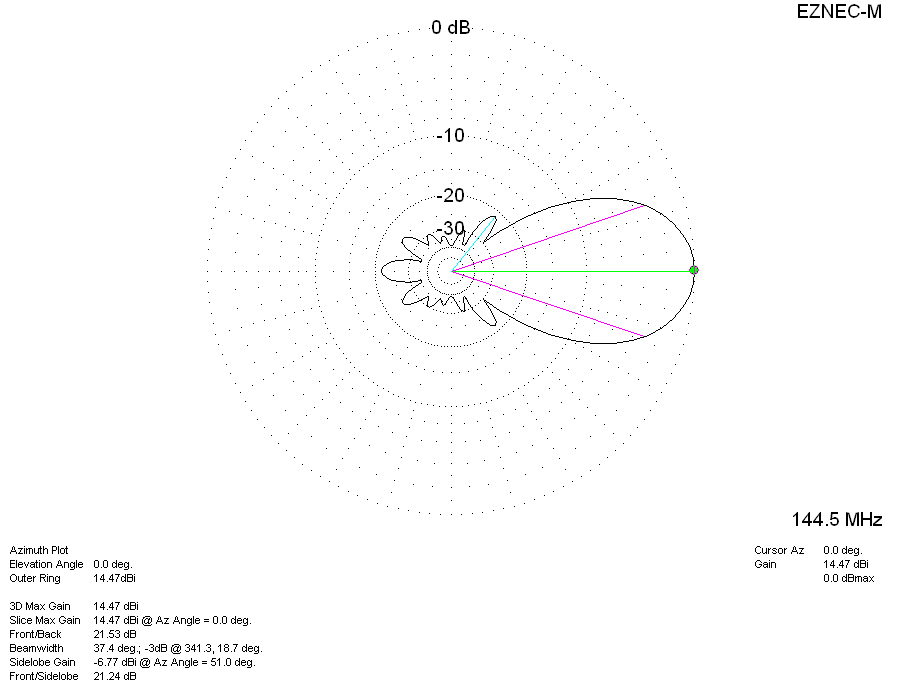 EZNEC-M
0 dB
-10
-20
-30
144.5 MHz
Azimuth Plot
Elevation Angle 0.0 deg.
Outer Ring 14.47dBi
Cursor Az 0.0 deg.
Gain 14.47 dBi
0.0 dBmax
3D Max Gain 14.47 dBi
Slice Max Gain 14.47 dBi @ Az Angle = 0.0 deg.
Front/Back 21.53 dB
Beamwidth 37.4 deg.; -3dB @ 341.3, 18.7 deg.
Sidelobe Gain -6.77 dBi @ Az Angle = 51.0 deg.
Front/Sidelobe 21.24 dB